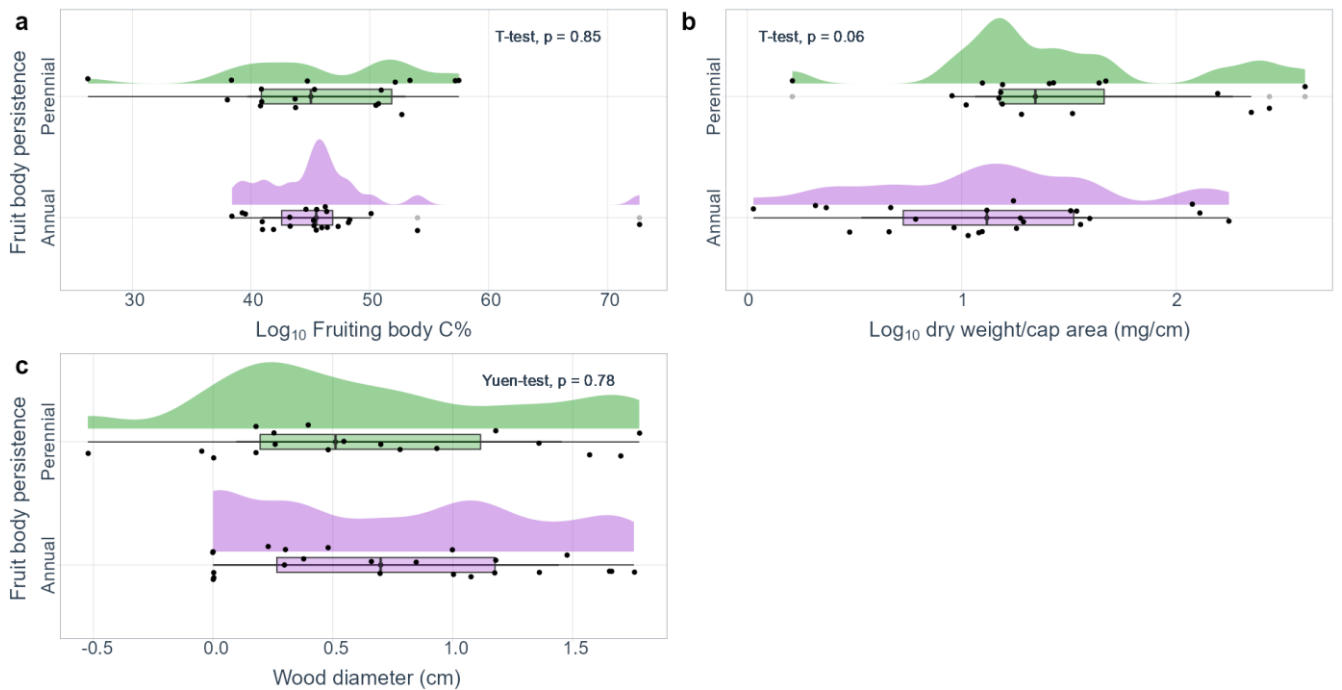 a
T-test, p = 0.85
Fruit body persistence
Perennial
Annual
30 40 50 60 70
Log₁₀ Fruiting body C%
b
T-test, p = 0.06
Perennial
Annual
0 1 2
Log₁₀ dry weight/cap area (mg/cm)
c
Yuen-test, p = 0.78
Fruit body persistence
Perennial
Annual
-0.5 0.0 0.5 1.0 1.5
Wood diameter (cm)